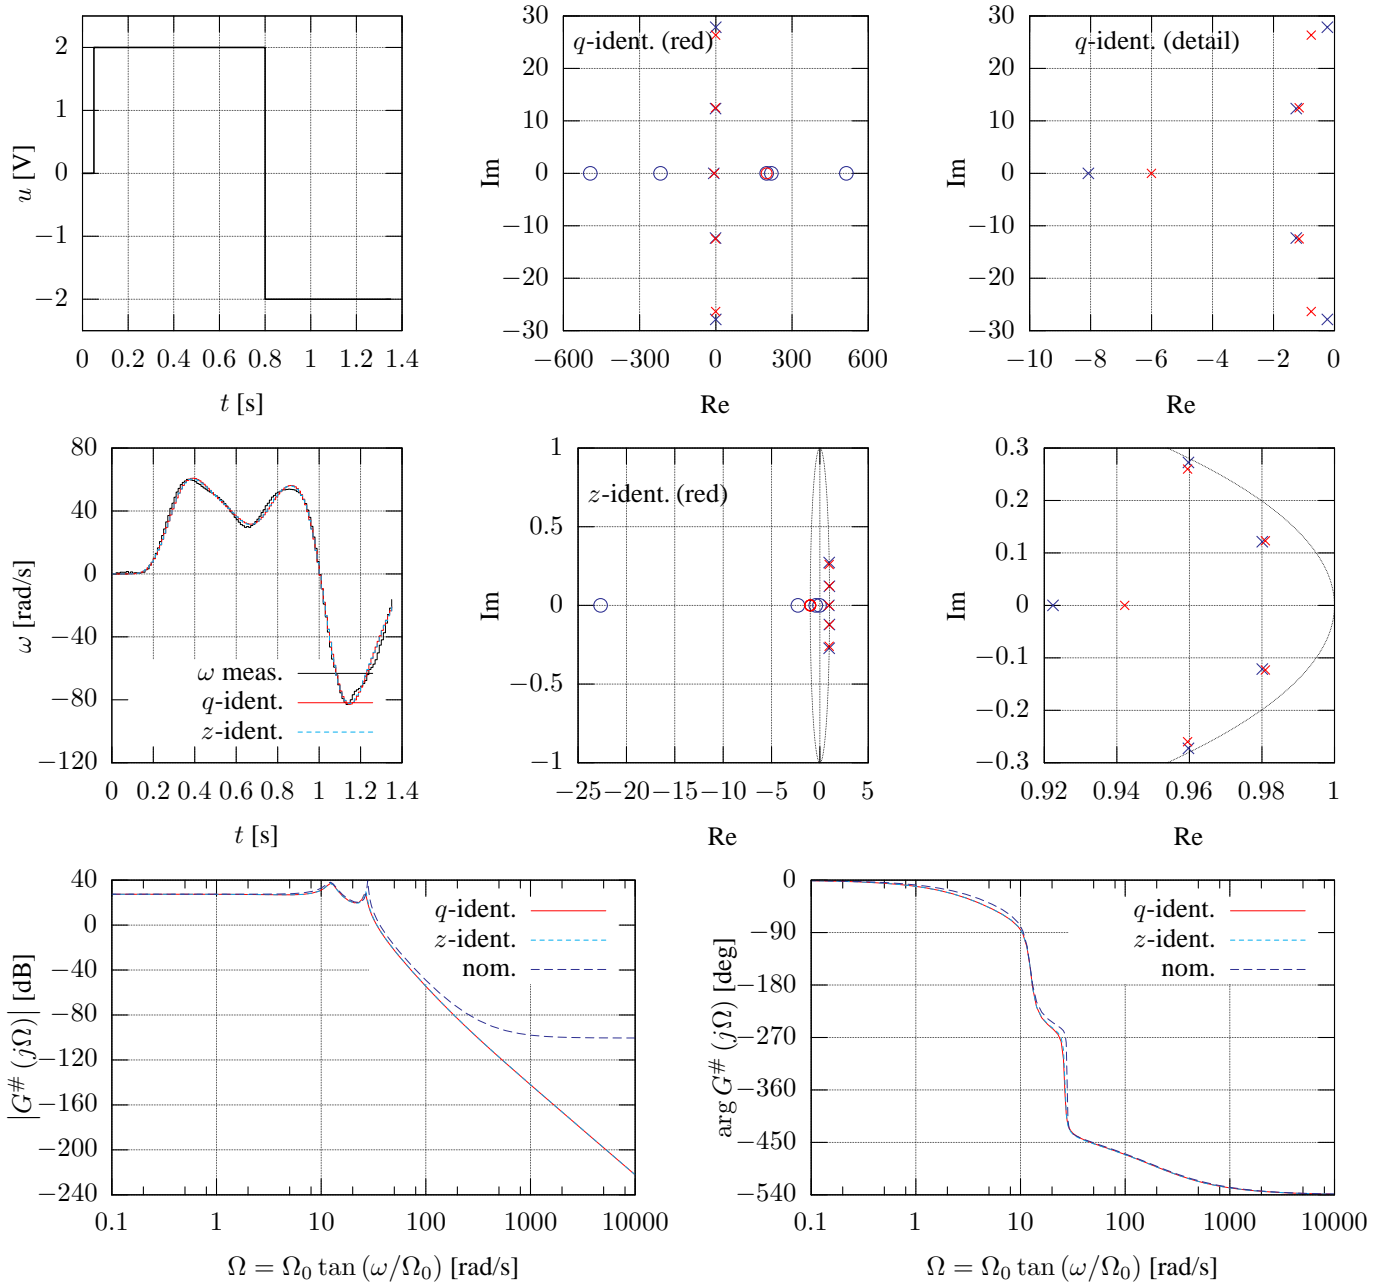 2
1
0
−1
−2
u [V]
0 0.2 0.4 0.6 0.8 1 1.2 1.4
t [s]
q-ident. (red)
30
20
10
0
−10
−20
−30
Im
−600 −300 0 300 600
Re
q-ident. (detail)
30
20
10
0
−10
−20
−30
Im
−10 −8 −6 −4 −2 0
Re
80
40
0
−40
−80
−120
ω [rad/s]
ω meas.
q-ident.
z-ident.
0 0.2 0.4 0.6 0.8 1 1.2 1.4
t [s]
z-ident. (red)
1
0.5
0
−0.5
−1
Im
−25 −20 −15 −10 −5 0 5
Re
0.3
0.2
0.1
0
−0.1
−0.2
−0.3
Im
0.92 0.94 0.96 0.98 1
Re
40
0
−40
−80
−120
−160
−200
−240
|G# (jΩ)| [dB]
q-ident.
z-ident.
nom.
0.1 1 10 100 1000 10000
Ω = Ω₀ tan (ω/Ω₀) [rad/s]
0
−90
−180
−270
−360
−450
−540
arg G# (jΩ) [deg]
q-ident.
z-ident.
nom.
0.1 1 10 100 1000 10000
Ω = Ω₀ tan (ω/Ω₀) [rad/s]